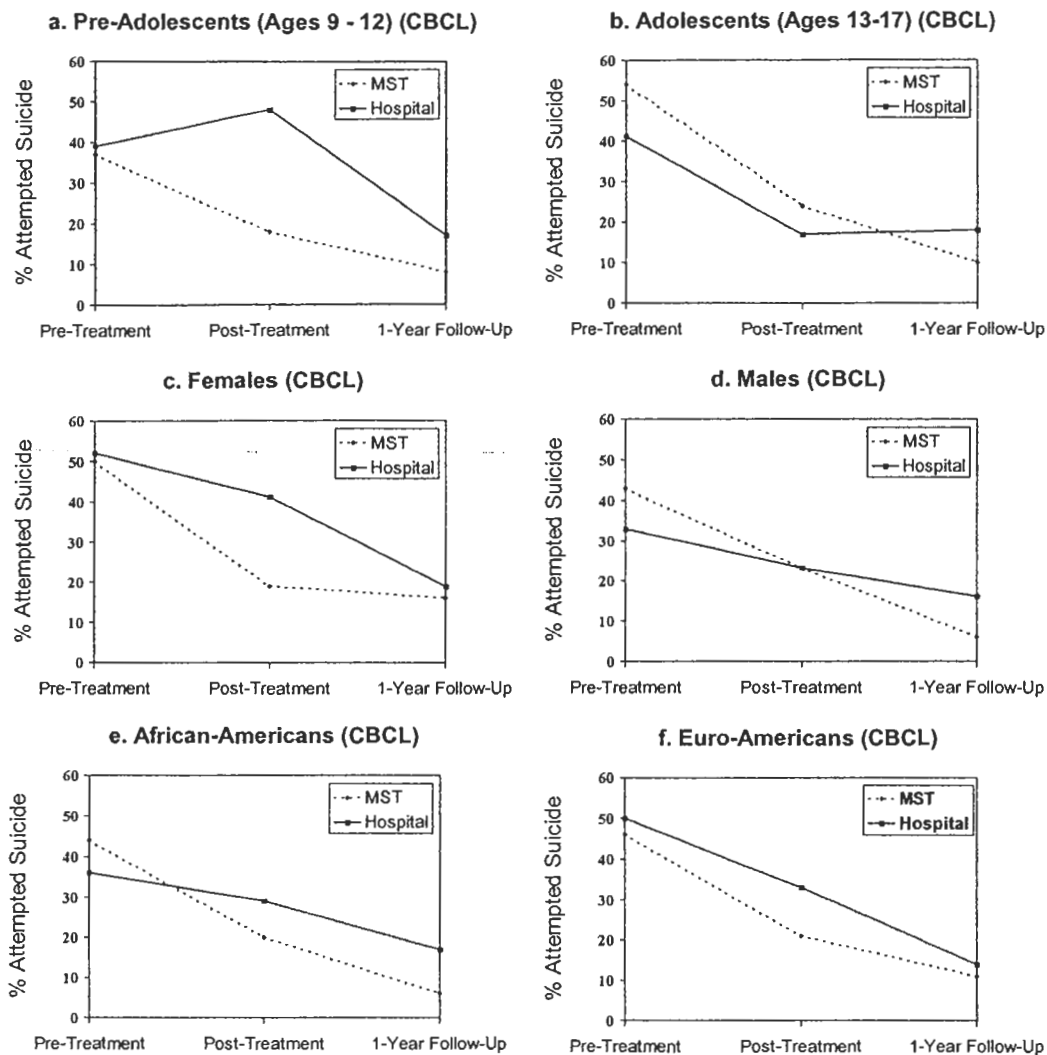 a. Pre-Adolescents (Ages 9 - 12) (CBCL)
% Attempted Suicide
60
50
40
30
20
10
0
MST
Hospital
Pre-Treatment Post-Treatment 1-Year Follow-Up
b. Adolescents (Ages 13-17) (CBCL)
% Attempted Suicide
60
50
40
30
20
10
0
MST
Hospital
Pre-Treatment Post-Treatment 1-Year Follow-Up
c. Females (CBCL)
% Attempted Suicide
60
50
40
30
20
10
0
MST
Hospital
Pre-Treatment Post-Treatment 1-Year Follow-Up
d. Males (CBCL)
% Attempted Suicide
60
50
40
30
20
10
0
MST
Hospital
Pre-Treatment Post-Treatment 1-Year Follow-Up
e. African-Americans (CBCL)
% Attempted Suicide
60
50
40
30
20
10
0
MST
Hospital
Pre-Treatment Post-Treatment 1-Year Follow-Up
f. Euro-Americans (CBCL)
% Attempted Suicide
60
50
40
30
20
10
0
MST
Hospital
Pre-Treatment Post-Treatment 1-Year Follow-Up